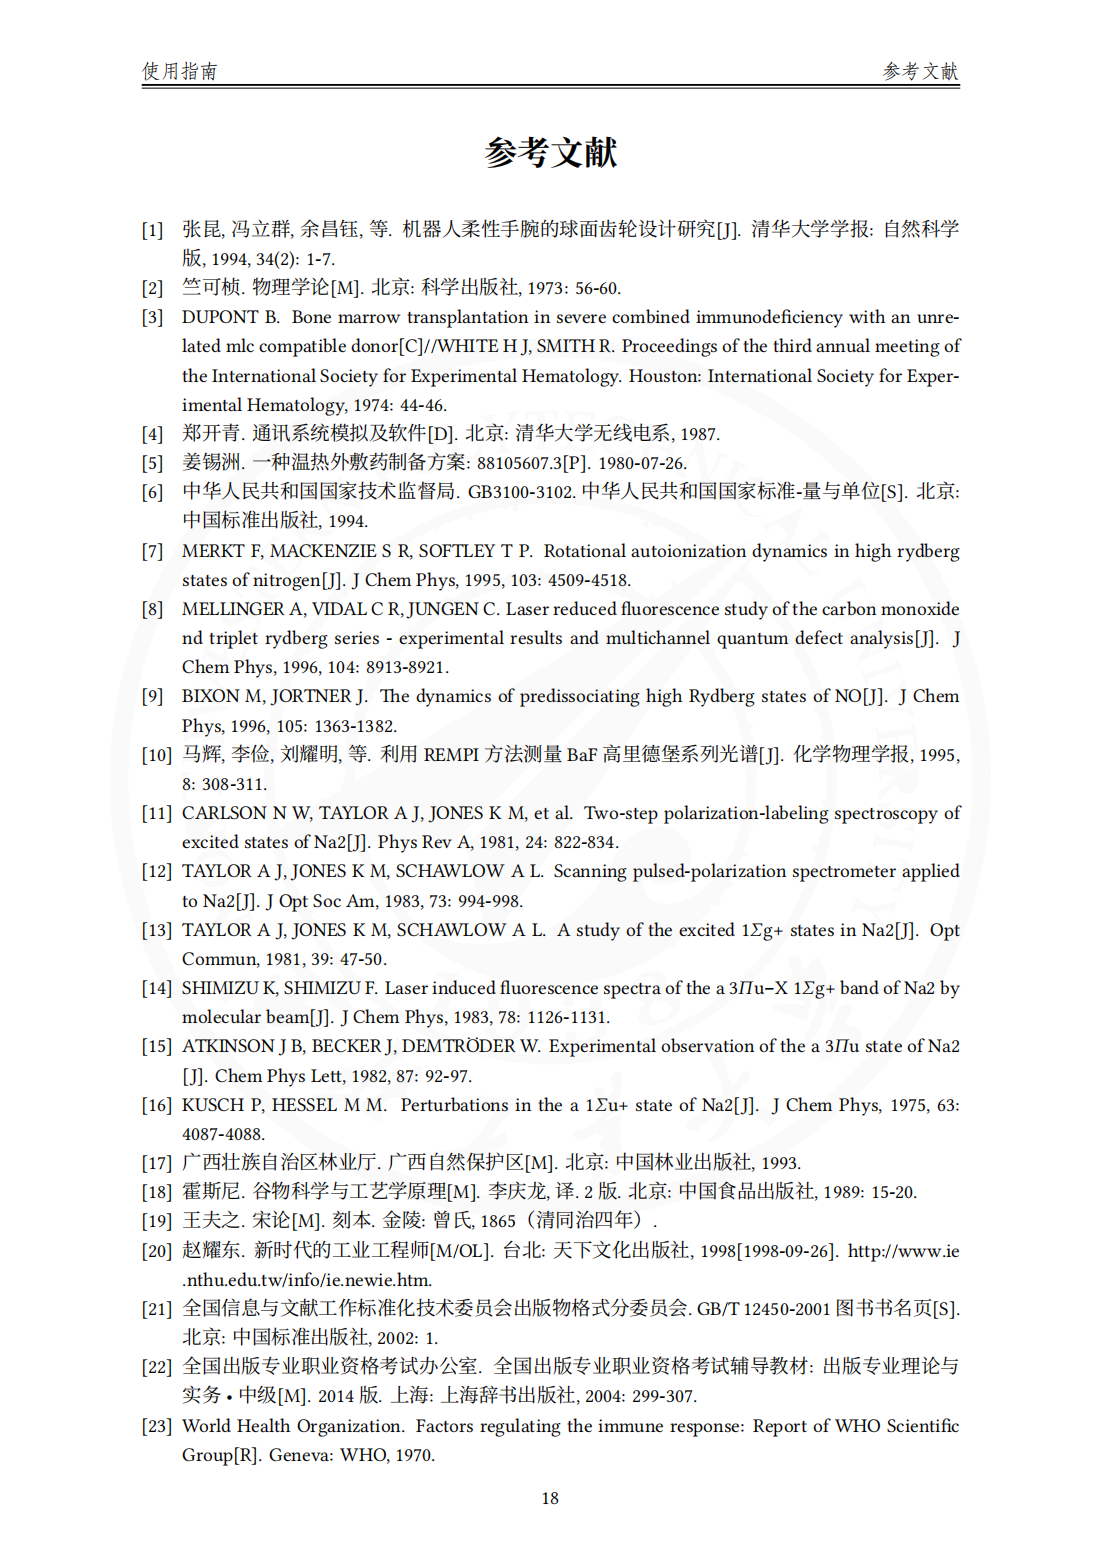 使用指南 参考文献
参考文献
[1] 张昆, 冯立群, 余昌钰, 等. 机器人柔性手腕的球面齿轮设计研究[J]. 清华大学学报: 自然科学
版, 1994, 34(2): 1-7.
[2] 竺可桢. 物理学论[M]. 北京: 科学出版社, 1973: 56-60.
[3] DUPONT B. Bone marrow transplantation in severe combined immunodeficiency with an unre-
lated mlc compatible donor[C]//WHITE H J, SMITH R. Proceedings of the third annual meeting of
the International Society for Experimental Hematology. Houston: International Society for Exper-
imental Hematology, 1974: 44-46.
[4] 郑开青. 通讯系统模拟及软件[D]. 北京: 清华大学无线电系, 1987.
[5] 姜锡洲. 一种温热外敷药制备方案: 88105607.3[P]. 1980-07-26.
[6] 中华人民共和国国家技术监督局. GB3100-3102. 中华人民共和国国家标准-量与单位[S]. 北京:
中国标准出版社, 1994.
[7] MERKT F, MACKENZIE S R, SOFTLEY T P. Rotational autoionization dynamics in high rydberg
states of nitrogen[J]. J Chem Phys, 1995, 103: 4509-4518.
[8] MELLINGER A, VIDAL C R, JUNGEN C. Laser reduced fluorescence study of the carbon monoxide
nd triplet rydberg series - experimental results and multichannel quantum defect analysis[J]. J
Chem Phys, 1996, 104: 8913-8921.
[9] BIXON M, JORTNER J. The dynamics of predissociating high Rydberg states of NO[J]. J Chem
Phys, 1996, 105: 1363-1382.
[10] 马辉, 李俭, 刘耀明, 等. 利用 REMPI 方法测量 BaF 高里德堡系列光谱[J]. 化学物理学报, 1995,
8: 308-311.
[11] CARLSON N W, TAYLOR A J, JONES K M, et al. Two-step polarization-labeling spectroscopy of
excited states of Na2[J]. Phys Rev A, 1981, 24: 822-834.
[12] TAYLOR A J, JONES K M, SCHAWLOW A L. Scanning pulsed-polarization spectrometer applied
to Na2[J]. J Opt Soc Am, 1983, 73: 994-998.
[13] TAYLOR A J, JONES K M, SCHAWLOW A L. A study of the excited 1Σg+ states in Na2[J]. Opt
Commun, 1981, 39: 47-50.
[14] SHIMIZU K, SHIMIZU F. Laser induced fluorescence spectra of the a 3Πu–X 1Σg+ band of Na2 by
molecular beam[J]. J Chem Phys, 1983, 78: 1126-1131.
[15] ATKINSON J B, BECKER J, DEMTRÖDER W. Experimental observation of the a 3Πu state of Na2
[J]. Chem Phys Lett, 1982, 87: 92-97.
[16] KUSCH P, HESSEL M M. Perturbations in the a 1Σu+ state of Na2[J]. J Chem Phys, 1975, 63:
4087-4088.
[17] 广西壮族自治区林业厅. 广西自然保护区[M]. 北京: 中国林业出版社, 1993.
[18] 霍斯尼. 谷物科学与工艺学原理[M]. 李庆龙, 译. 2 版. 北京: 中国食品出版社, 1989: 15-20.
[19] 王夫之. 宋论[M]. 刻本. 金陵: 曾氏, 1865（清同治四年）.
[20] 赵耀东. 新时代的工业工程师[M/OL]. 台北: 天下文化出版社, 1998[1998-09-26]. http://www.ie
.nthu.edu.tw/info/ie.newie.htm.
[21] 全国信息与文献工作标准化技术委员会出版物格式分委员会. GB/T 12450-2001 图书书名页[S].
北京: 中国标准出版社, 2002: 1.
[22] 全国出版专业职业资格考试办公室. 全国出版专业职业资格考试辅导教材: 出版专业理论与
实务 • 中级[M]. 2014 版. 上海: 上海辞书出版社, 2004: 299-307.
[23] World Health Organization. Factors regulating the immune response: Report of WHO Scientific
Group[R]. Geneva: WHO, 1970.
18